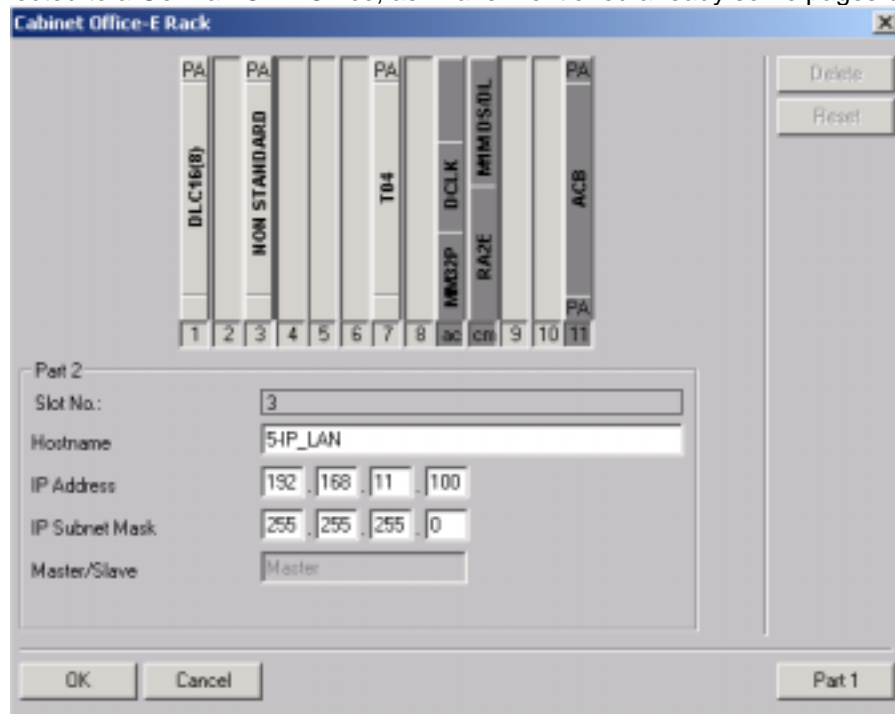 Cabinet Office-E Rack
PA PA PA PA
Delete
Reset
DLC16(8)
NON STANDARD
T04
MM32P DCLK
RA2E M1M DS/DL
ACB
PA
1 2 3 4 5 6 7 8 ac cm 9 10 11
Part 2
Slot No.: 3
Hostname 5-IP_LAN
IP Address 192 . 168 . 11 . 100
IP Subnet Mask 255 . 255 . 255 . 0
Master/Slave Master
OK Cancel Part 1